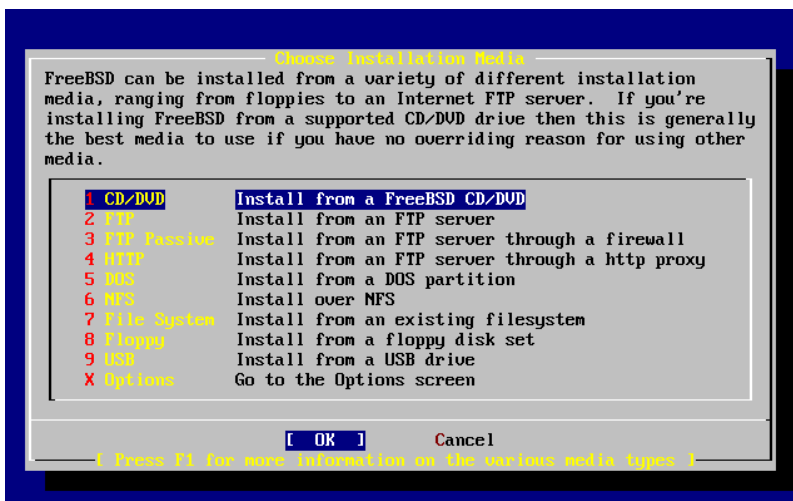 Choose Installation Media
FreeBSD can be installed from a variety of different installation
media, ranging from floppies to an Internet FTP server.  If you're
installing FreeBSD from a supported CD/DVD drive then this is generally
the best media to use if you have no overriding reason for using other
media.
1 CD/DVD Install from a FreeBSD CD/DVD
2 FTP Install from an FTP server
3 FTP Passive Install from an FTP server through a firewall
4 HTTP Install from an FTP server through a http proxy
5 DOS Install from a DOS partition
6 NFS Install over NFS
7 File System Install from an existing filesystem
8 Floppy Install from a floppy disk set
9 USB Install from a USB drive
X Options Go to the Options screen
[ OK ] Cancel
[ Press F1 for more information on the various media types ]